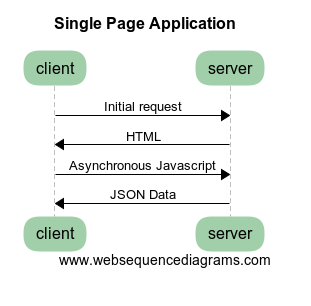 Single Page Application
client server
Initial request
HTML
Asynchronous Javascript
JSON Data
client server
www.websequencediagrams.com